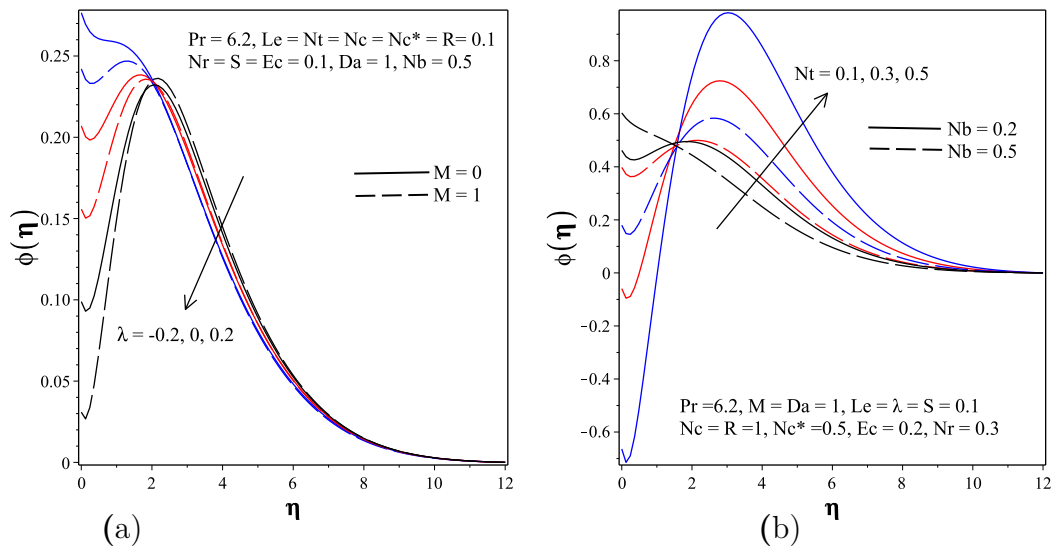 (a)
Pr = 6.2, Le = Nt = Nc = Nc* = R= 0.1
Nr = S = Ec = 0.1, Da = 1, Nb = 0.5
M = 0
M = 1
λ = -0.2, 0, 0.2
ϕ(η)
0.25
0.20
0.15
0.10
0.05
0
0 2 4 6 8 10 12
η
(a)
Nt = 0.1, 0.3, 0.5
Nb = 0.2
Nb = 0.5
Pr =6.2, M = Da = 1, Le = λ = S = 0.1
Nc = R =1, Nc* =0.5, Ec = 0.2, Nr = 0.3
ϕ(η)
0.8
0.6
0.4
0.2
0
−0.2
−0.4
−0.6
0 2 4 6 8 10 12
η
(b)